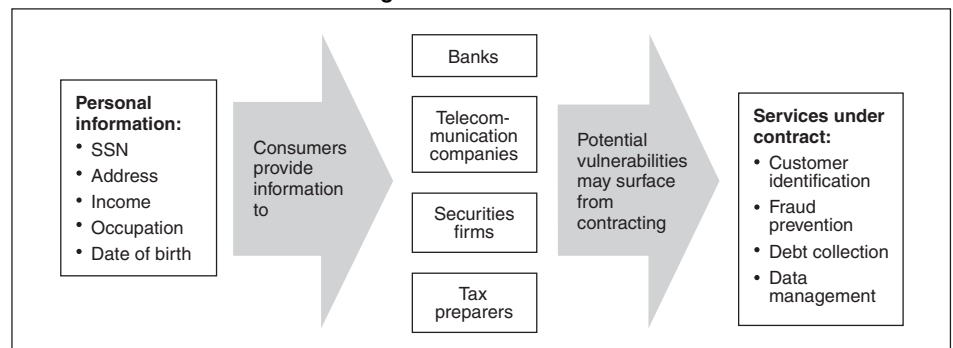 Personal
information:
• SSN
• Address
• Income
• Occupation
• Date of birth
Consumers
provide
information
to
Banks
Telecom-
munication
companies
Securities
firms
Tax
preparers
Potential
vulnerabilities
may surface
from
contracting
Services under
contract:
• Customer
identification
• Fraud
prevention
• Debt collection
• Data
management